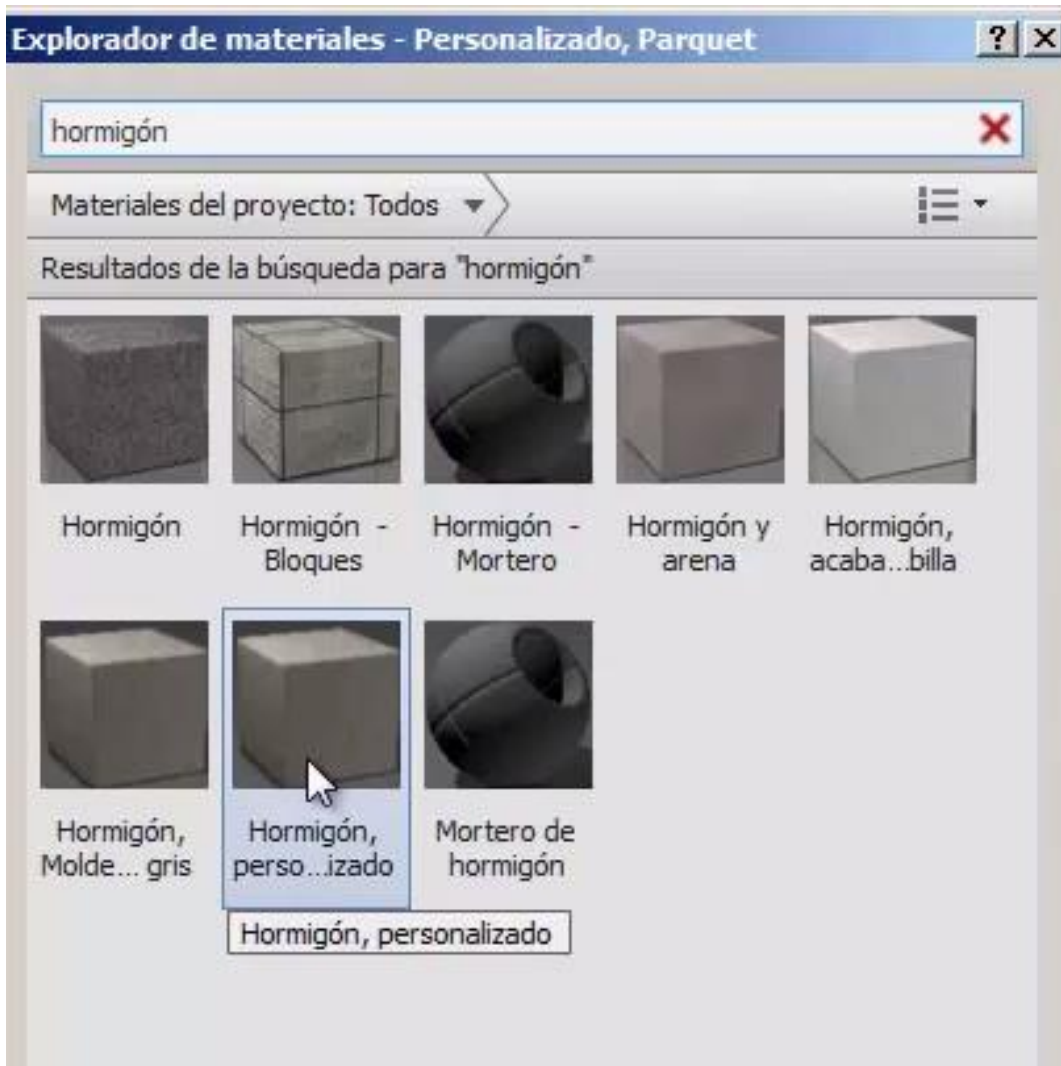 Explorador de materiales - Personalizado, Parquet
hormigón
Materiales del proyecto: Todos
Resultados de la búsqueda para "hormigón"
Hormigón
Hormigón -
Bloques
Hormigón -
Mortero
Hormigón y
arena
Hormigón,
acaba...billa
Hormigón,
Molde... gris
Hormigón,
perso...izado
Mortero de
hormigón
Hormigón, personalizado